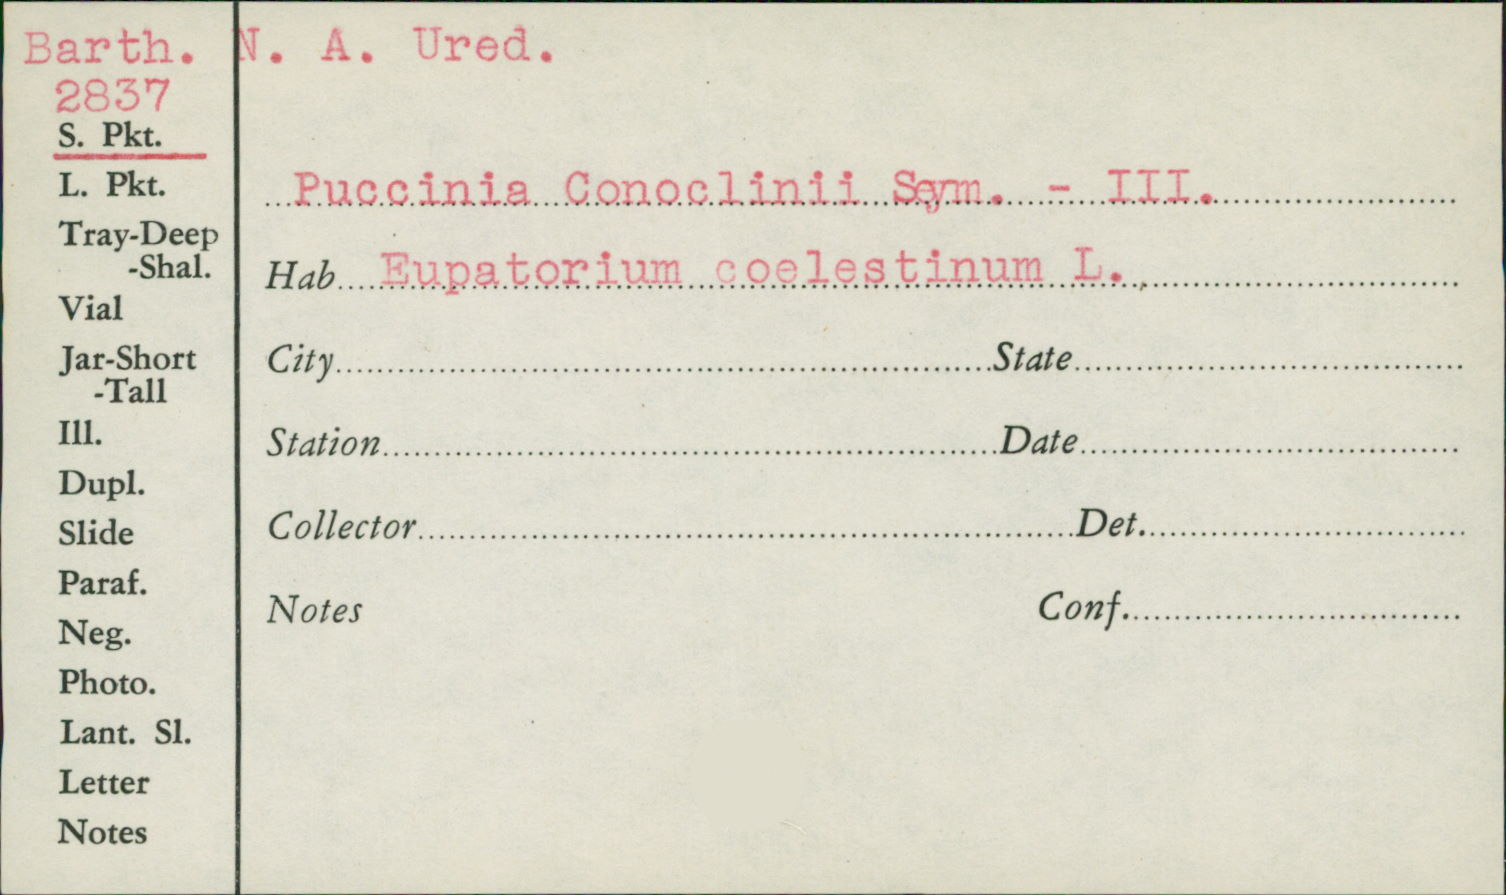 Barth. N. A. Ured.
2837
S. Pkt.
L. Pkt.
Tray-Deep
-Shal.
Vial
Jar-Short
-Tall
Ill.
Dupl.
Slide
Paraf.
Neg.
Photo.
Lant. Sl.
Letter
Notes
Puccinia Conoclinii Seym. - III.
Hab. Eupatorium coelestinum L.
City State
Station Date
Collector Det.
Notes Conf.